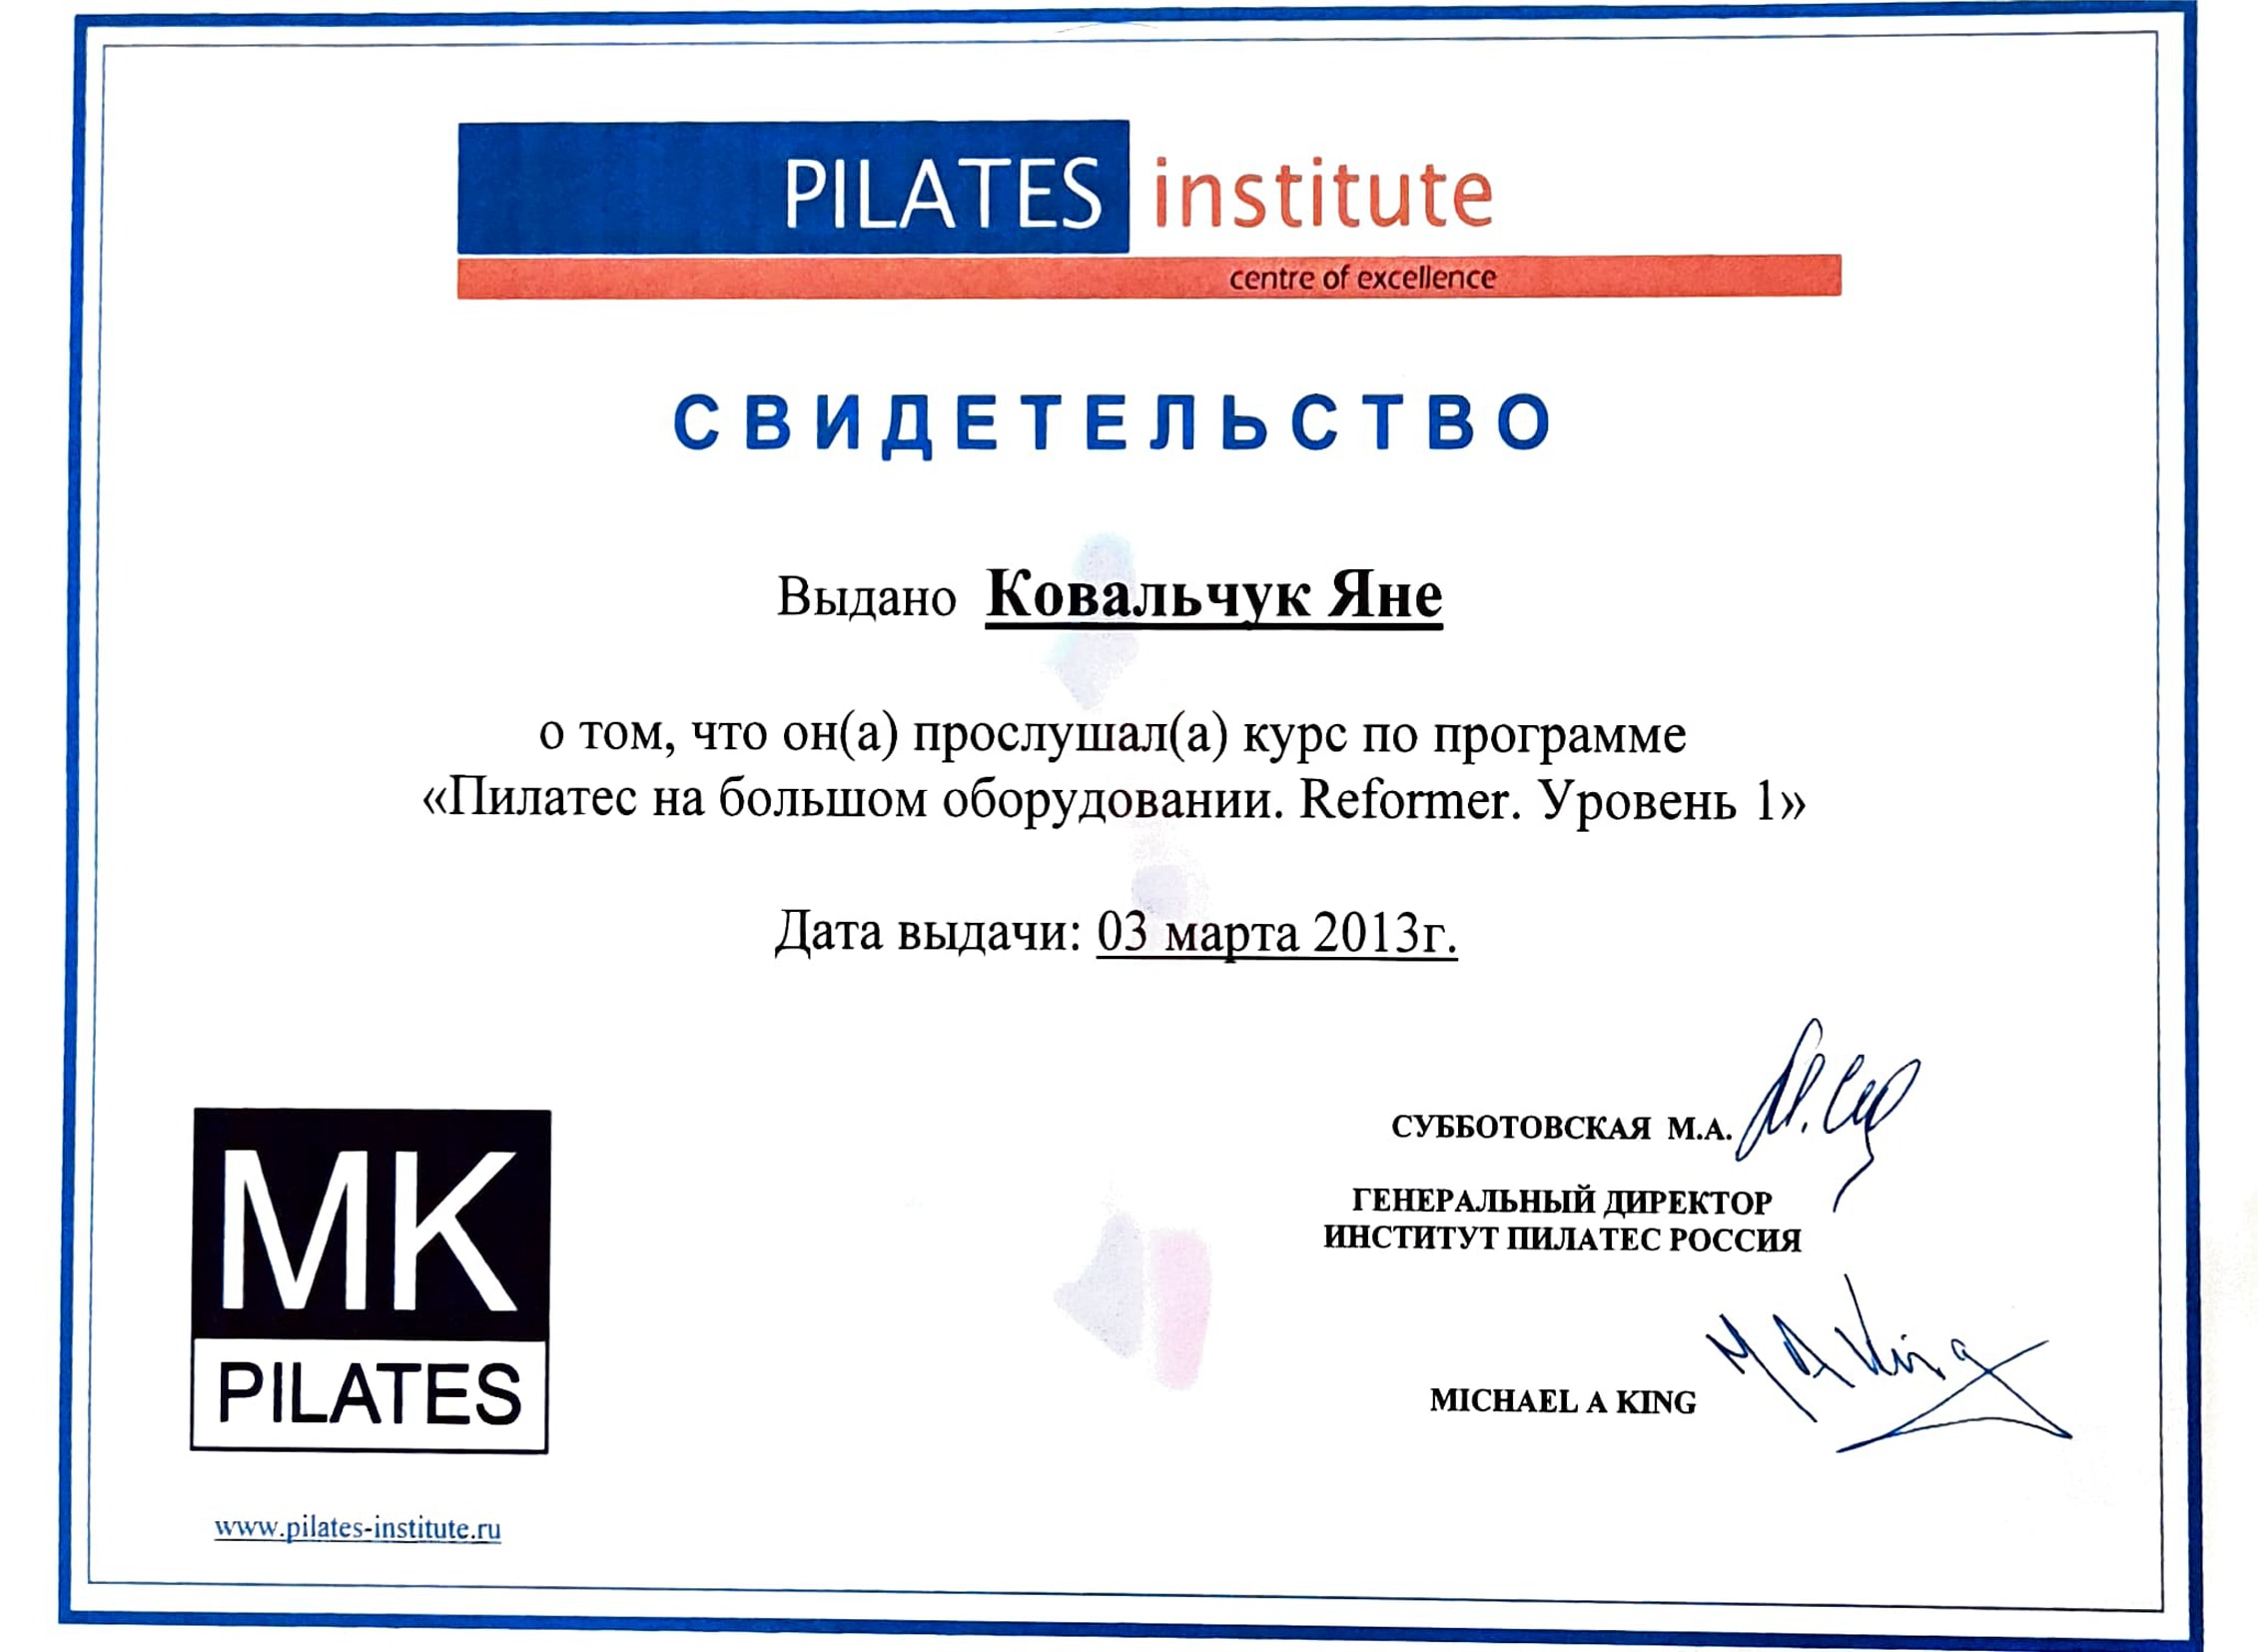 PILATES institute
centre of excellence
СВИДЕТЕЛЬСТВО
Выдано Ковальчук Яне
о том, что он(а) прослушал(а) курс по программе
«Пилатес на большом оборудовании. Reformer. Уровень 1»
Дата выдачи: 03 марта 2013г.
СУББОТОВСКАЯ М.А.
ГЕНЕРАЛЬНЫЙ ДИРЕКТОР
ИНСТИТУТ ПИЛАТЕС РОССИЯ
MICHAEL A KING M A King
MK
PILATES
www.pilates-institute.ru